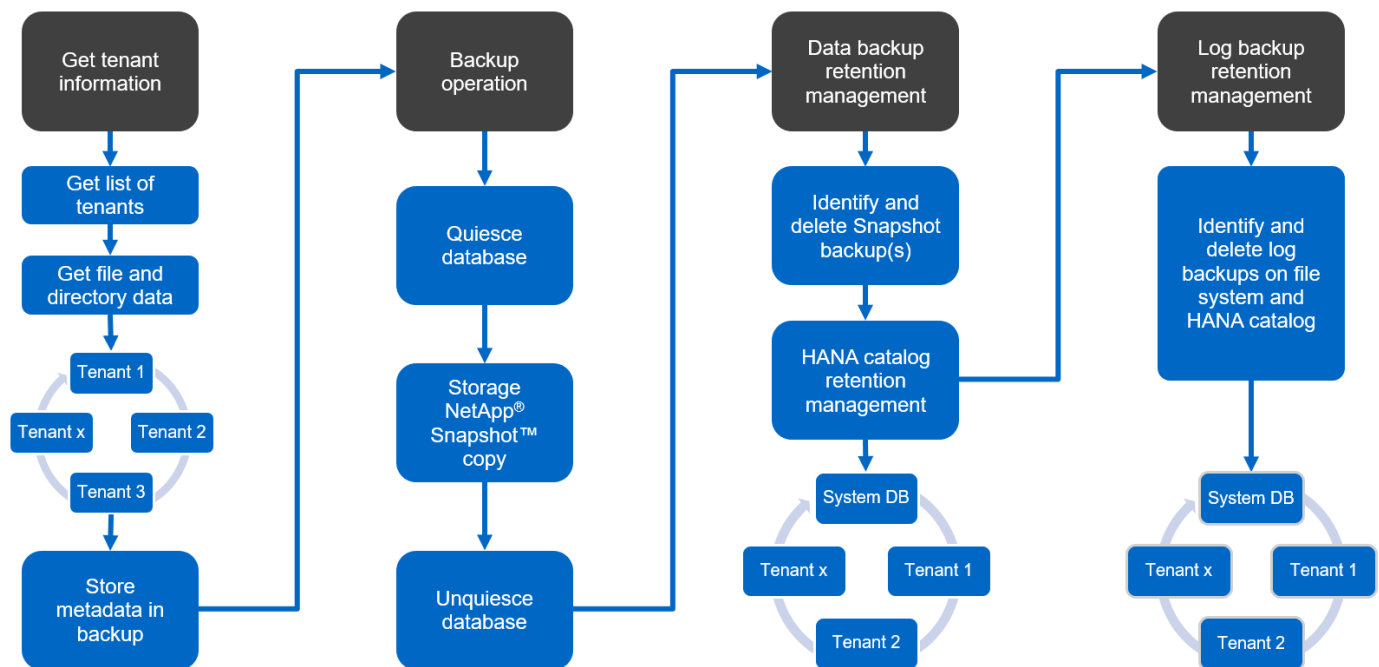 Get tenant
information
Get list of
tenants
Get file and
directory data
Tenant 1
Tenant x
Tenant 2
Tenant 3
Store
metadata in
backup
Backup
operation
Quiesce
database
Storage
NetApp®
Snapshot™
copy
Unquiesce
database
Data backup
retention
management
Identify and
delete Snapshot
backup(s)
HANA catalog
retention
management
System DB
Tenant x
Tenant 1
Tenant 2
Log backup
retention
management
Identify and
delete log
backups on file
system and
HANA catalog
System DB
Tenant x
Tenant 1
Tenant 2